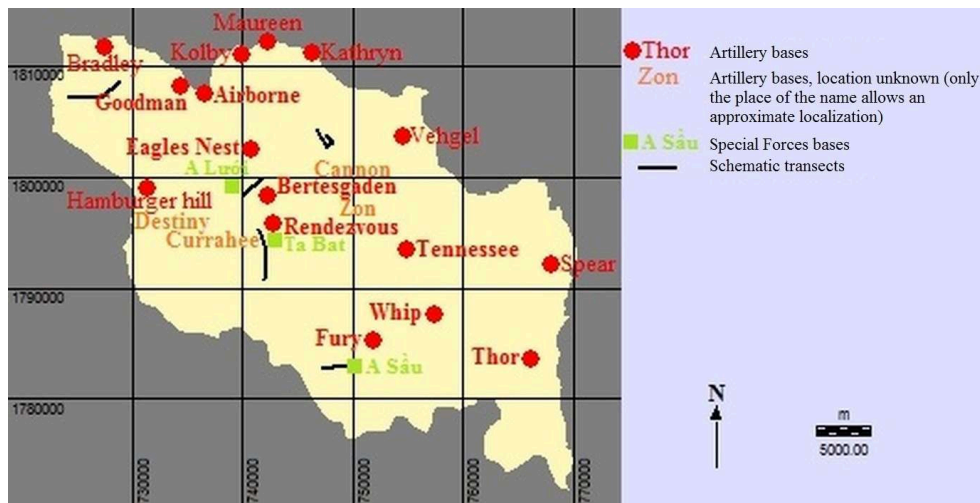 Maureen
Bradley
Kolby
Kathryn
1810000
Goodman
Airborne
Eagles Nest
Vehgel
A Lưới
Cannon
1800000
Hamburger hill
Bertesgaden
Destiny
Zon
Currahee
Rendezvous
Ta Bat
Tennessee
Spear
1790000
Whip
Fury
Thor
A Sầu
1780000
730000
740000
750000
760000
770000
Thor Artillery bases
Zon Artillery bases, location unknown (only
the place of the name allows an
approximate localization)
A Sầu Special Forces bases
Schematic transects
N
m
5000.00